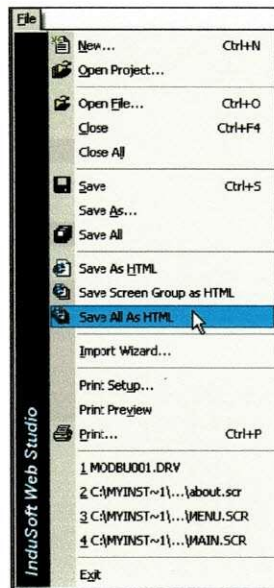 File
New... Ctrl+N
Open Project...
Open File... Ctrl+O
Close Ctrl+F4
Close All
Save Ctrl+S
Save As...
Save All
Save As HTML
Save Screen Group as HTML
Save All As HTML
Import Wizard...
Print Setup...
Print Preview
Print... Ctrl+P
1 MODBU001.DRV
2 C:\MYINST~1\...\about.scr
3 C:\MYINST~1\...\MENU.SCR
4 C:\MYINST~1\...\MAIN.SCR
Exit
InduSoft Web Studio